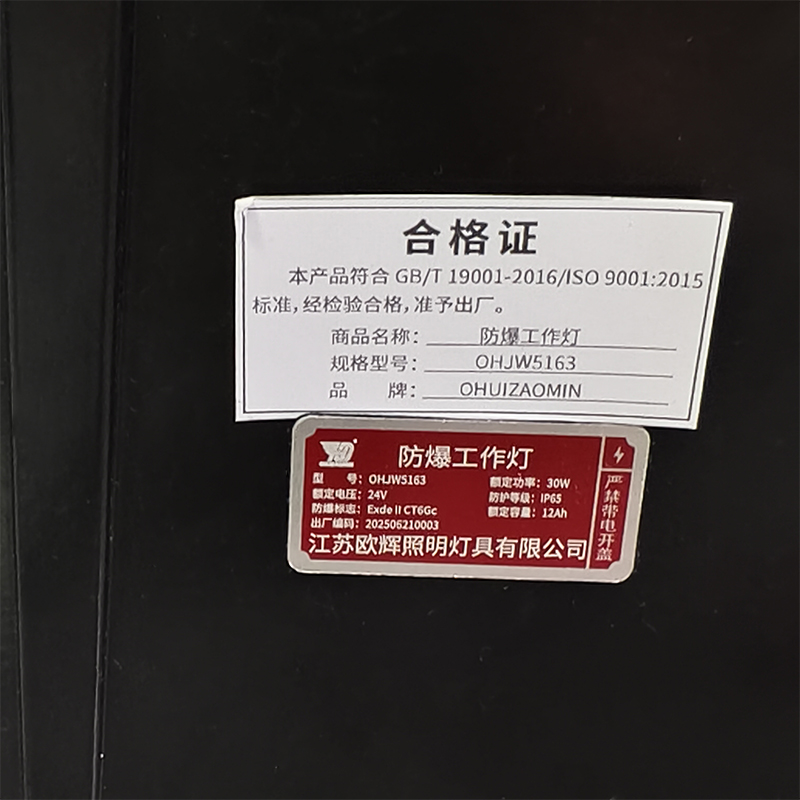 合格证
本产品符合 GB/T 19001-2016/ISO 9001:2015
标准,经检验合格,准予出厂。
商品名称: 防爆工作灯
规格型号: OHJW5163
品 牌: OHUIZAOMIN
防爆工作灯
型 号: OHJW5163 额定功率: 30W
额定电压: 24V 防护等级: IP65
防爆标志: Exde II CT6Gc 额定容量: 12Ah
出厂编码: 202506210003
江苏欧辉照明灯具有限公司
严禁带电开盖